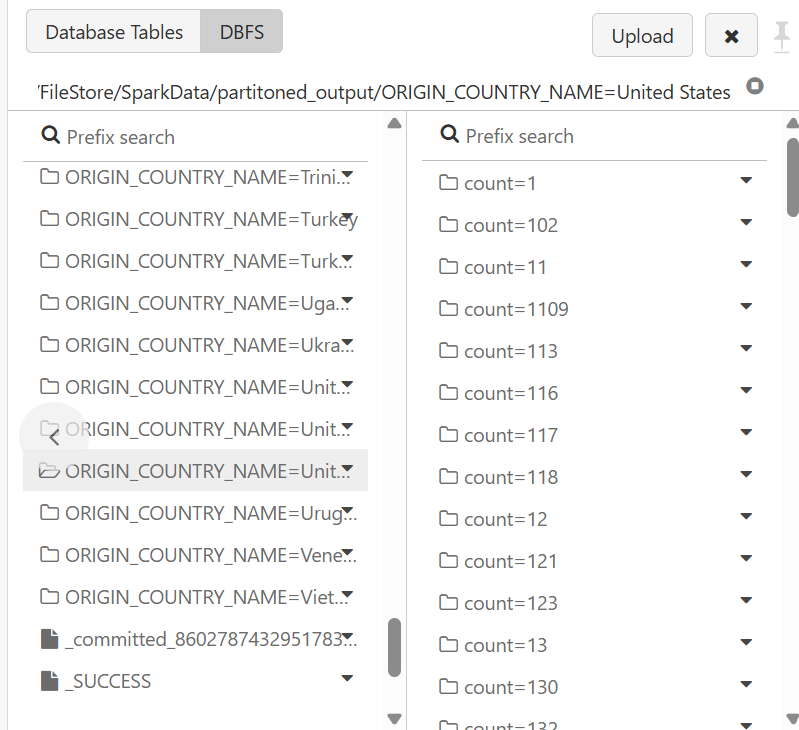 Database Tables
DBFS
Upload
/FileStore/SparkData/partitoned_output/ORIGIN_COUNTRY_NAME=United States
Prefix search
ORIGIN_COUNTRY_NAME=Trini...
ORIGIN_COUNTRY_NAME=Turkey
ORIGIN_COUNTRY_NAME=Turk...
ORIGIN_COUNTRY_NAME=Uga...
ORIGIN_COUNTRY_NAME=Ukra...
ORIGIN_COUNTRY_NAME=Unit...
ORIGIN_COUNTRY_NAME=Unit...
ORIGIN_COUNTRY_NAME=Unit...
ORIGIN_COUNTRY_NAME=Urug...
ORIGIN_COUNTRY_NAME=Vene...
ORIGIN_COUNTRY_NAME=Viet...
_committed_8602787432951783...
_SUCCESS
Prefix search
count=1
count=102
count=11
count=1109
count=113
count=116
count=117
count=118
count=12
count=121
count=123
count=13
count=130
count=132